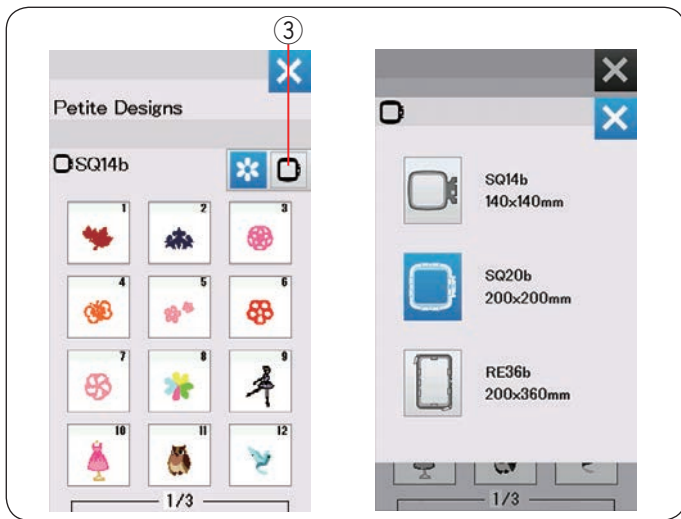 ③
Petite Designs
SQ14b
1 2 3
4 5 6
7 8 9
10 11 12
1/3
SQ14b
140x140mm
SQ20b
200x200mm
RE36b
200x360mm
1/3